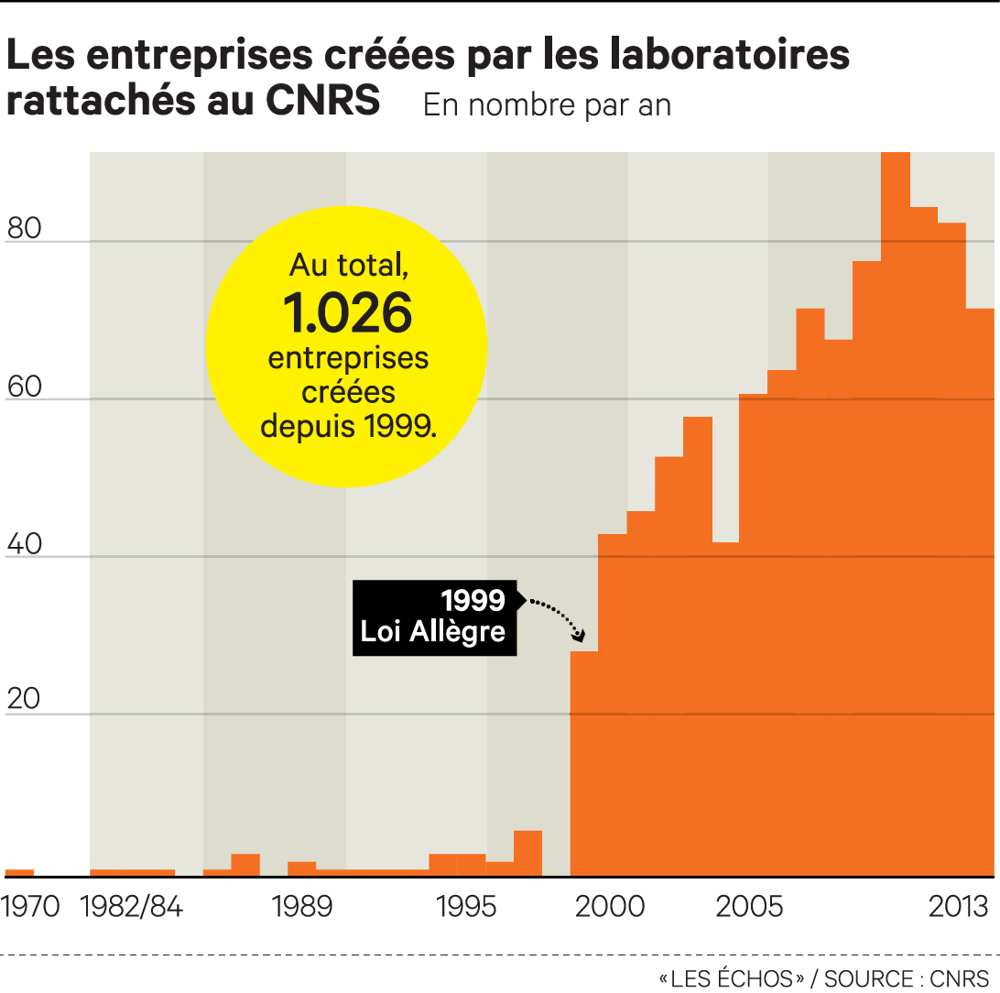 Les entreprises créées par les laboratoires
rattachés au CNRS En nombre par an
80
60
40
20
Au total,
1.026
entreprises
créées
depuis 1999.
1999
Loi Allègre
1970 1982/84 1989 1995 2000 2005 2013
« LES ÉCHOS » / SOURCE : CNRS